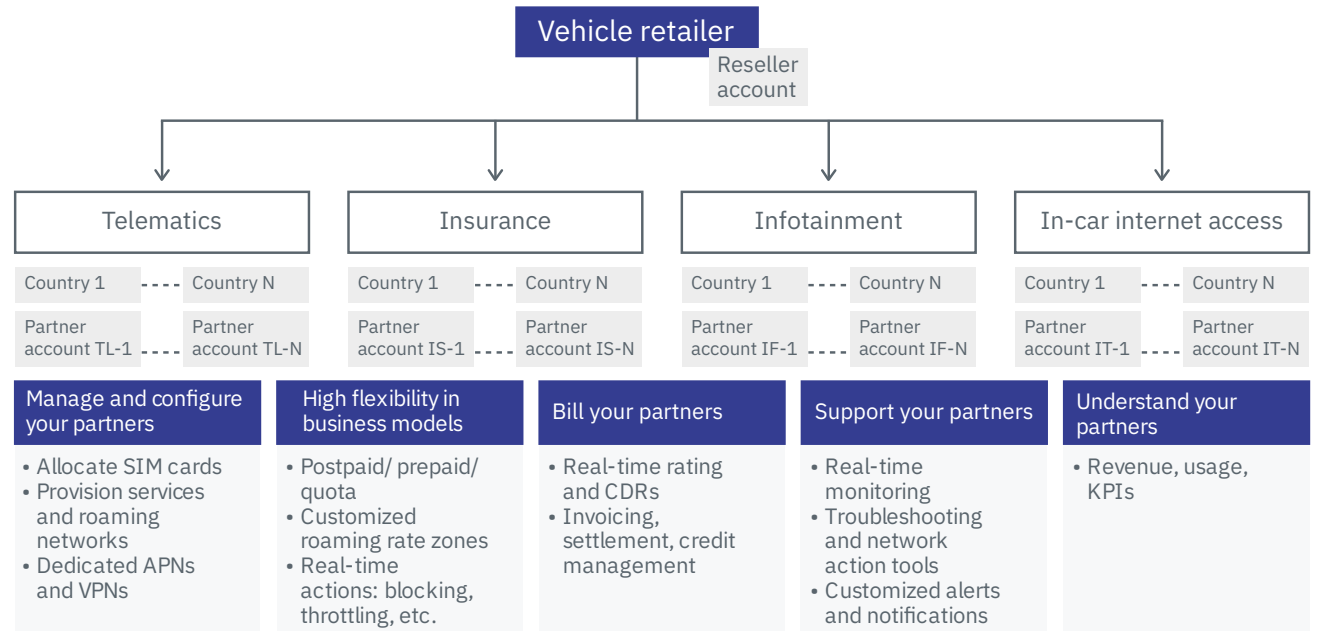 Vehicle retailer
Reseller
account
Telematics
Insurance
Infotainment
In-car internet access
Country 1
Country N
Country 1
Country N
Country 1
Country N
Country 1
Country N
Partner
account TL-1
Partner
account TL-N
Partner
account IS-1
Partner
account IS-N
Partner
account IF-1
Partner
account IF-N
Partner
account IT-1
Partner
account IT-N
Manage and configure
your partners
• Allocate SIM cards
• Provision services
and roaming
networks
• Dedicated APNs
and VPNs
High flexibility in
business models
• Postpaid/ prepaid/
quota
• Customized
roaming rate zones
• Real-time
actions: blocking,
throttling, etc.
Bill your partners
• Real-time rating
and CDRs
• Invoicing,
settlement, credit
management
Support your partners
• Real-time
monitoring
• Troubleshooting
and network
action tools
• Customized alerts
and notifications
Understand your
partners
• Revenue, usage,
KPIs